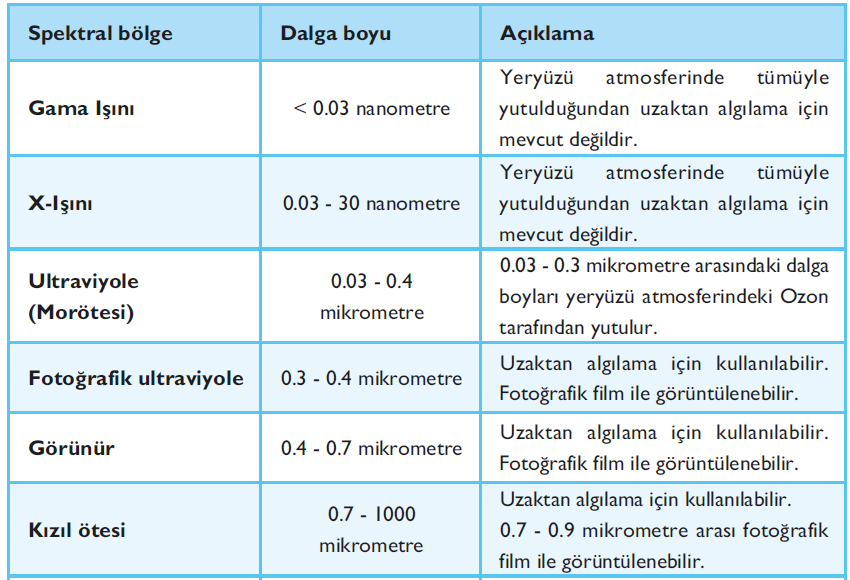 Spektral bölge Dalga boyu Açıklama
Gama Işını
< 0.03 nanometre
Yeryüzü atmosferinde tümüyle
yutulduğundan uzaktan algılama için
mevcut değildir.
X-Işını
0.03 - 30 nanometre
Yeryüzü atmosferinde tümüyle
yutulduğundan uzaktan algılama için
mevcut değildir.
Ultraviyole
(Morötesi)
0.03 - 0.4
mikrometre
0.03 - 0.3 mikrometre arasındaki dalga
boyları yeryüzü atmosferindeki Ozon
tarafından yutulur.
Fotoğrafik ultraviyole
0.3 - 0.4 mikrometre
Uzaktan algılama için kullanılabilir.
Fotoğrafik film ile görüntülenebilir.
Görünür
0.4 - 0.7 mikrometre
Uzaktan algılama için kullanılabilir.
Fotoğrafik film ile görüntülenebilir.
Kızıl ötesi
0.7 - 1000
mikrometre
Uzaktan algılama için kullanılabilir.
0.7 - 0.9 mikrometre arası fotoğrafik
film ile görüntülenebilir.